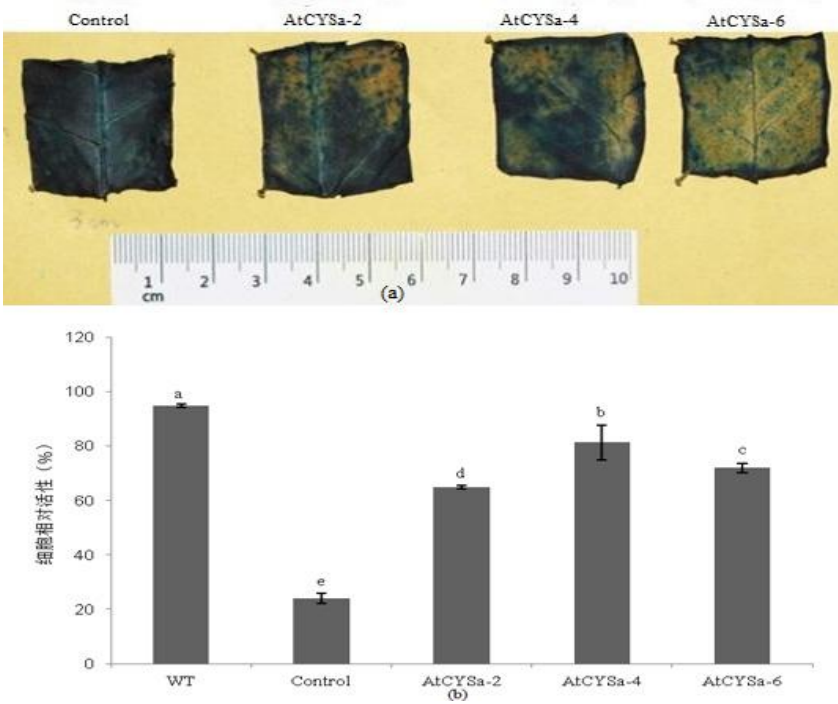 Control AtCYSa-2 AtCYSa-4 AtCYSa-6
1 2 3 4 5 6 7 8 9 10
cm
(a)
120
100
80
60
40
20
0
细胞相对活性 (%)
a
e
d
b
c
WT Control AtCYSa-2 AtCYSa-4 AtCYSa-6
(b)